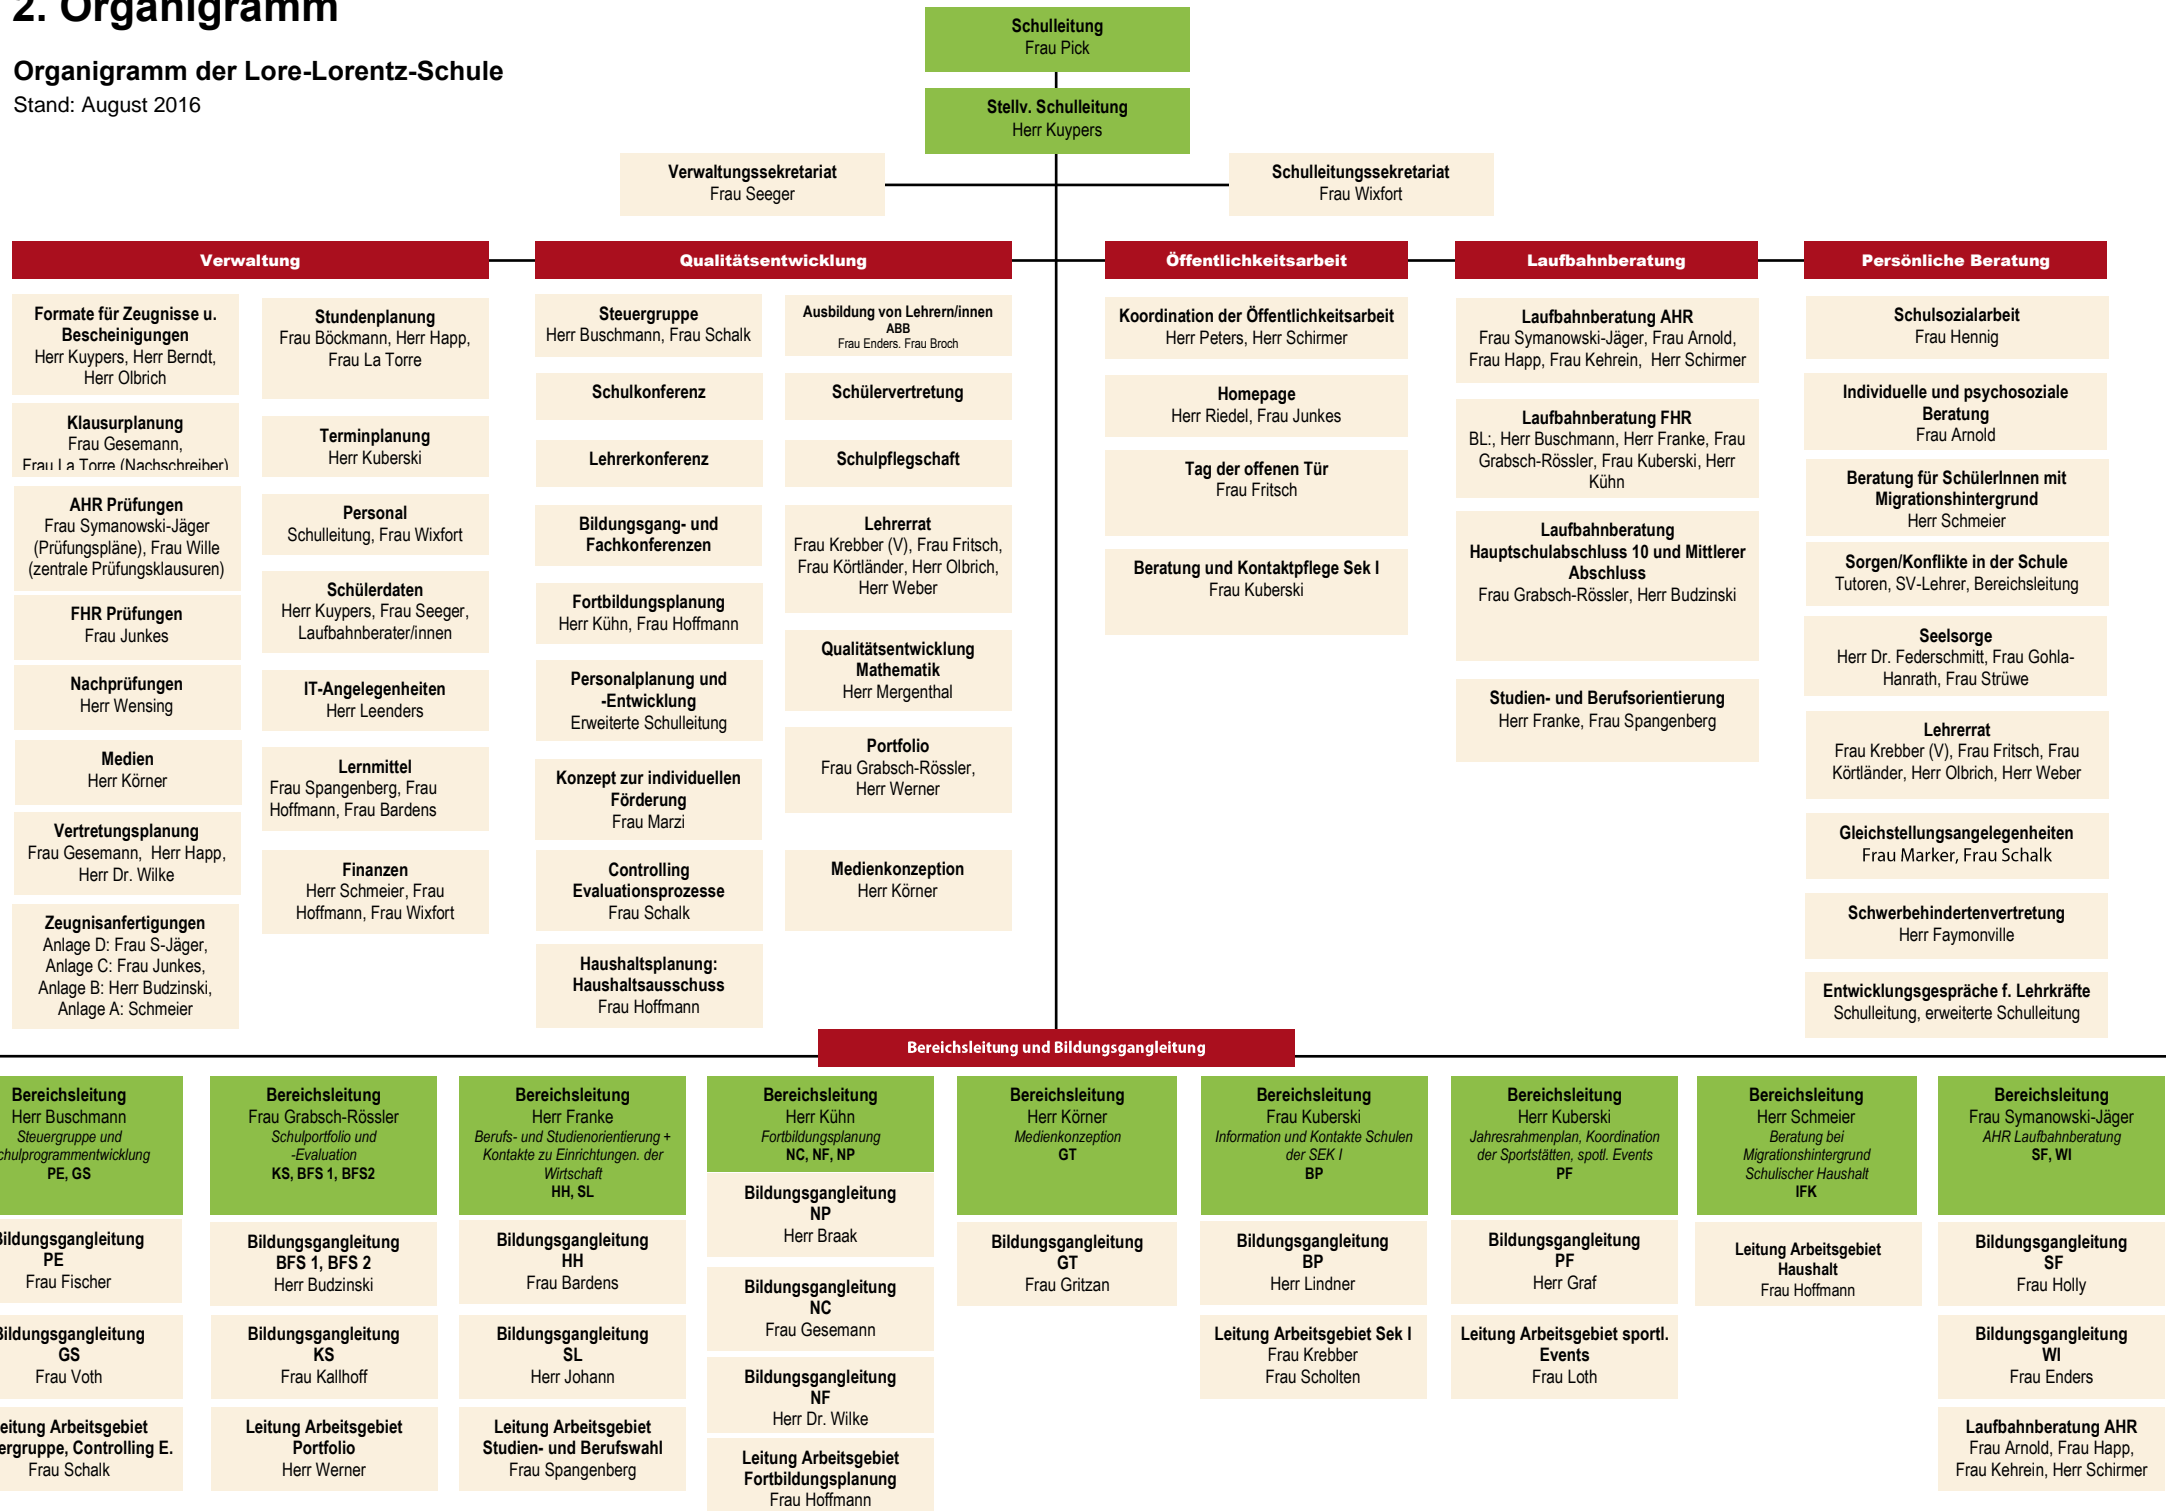 2. Organigramm
Organigramm der Lore-Lorentz-Schule
Stand: August 2016
Schulleitung
Frau Pick
Stellv. Schulleitung
Herr Kuypers
Verwaltungssekretariat
Frau Seeger
Schulleitungssekretariat
Frau Wixfort
Verwaltung
Formate für Zeugnisse u.
Bescheinigungen
Herr Kuypers, Herr Berndt,
Herr Olbrich
Klausurplanung
Frau Gesemann,
Frau La Torre (Nachschreiber)
AHR Prüfungen
Frau Symanowski-Jäger
(Prüfungspläne), Frau Wille
(zentrale Prüfungsklausuren)
FHR Prüfungen
Frau Junkes
Nachprüfungen
Herr Wensing
Medien
Herr Körner
Vertretungsplanung
Frau Gesemann, Herr Happ,
Herr Dr. Wilke
Zeugnisanfertigungen
Anlage D: Frau S-Jäger,
Anlage C: Frau Junkes,
Anlage B: Herr Budzinski,
Anlage A: Schmeier
Stundenplanung
Frau Böckmann, Herr Happ,
Frau La Torre
Terminplanung
Herr Kuberski
Personal
Schulleitung, Frau Wixfort
Schülerdaten
Herr Kuypers, Frau Seeger,
Laufbahnberater/innen
IT-Angelegenheiten
Herr Leenders
Lernmittel
Frau Spangenberg, Frau
Hoffmann, Frau Bardens
Finanzen
Herr Schmeier, Frau
Hoffmann, Frau Wixfort
Qualitätsentwicklung
Steuergruppe
Herr Buschmann, Frau Schalk
Schulkonferenz
Lehrerkonferenz
Bildungsgang- und
Fachkonferenzen
Fortbildungsplanung
Herr Kühn, Frau Hoffmann
Personalplanung und
-Entwicklung
Erweiterte Schulleitung
Konzept zur individuellen
Förderung
Frau Marzi
Controlling
Evaluationsprozesse
Frau Schalk
Haushaltsplanung:
Haushaltsausschuss
Frau Hoffmann
Ausbildung von Lehrern/innen
ABB
Frau Enders. Frau Broch
Schülervertretung
Schulpflegschaft
Lehrerrat
Frau Krebber (V), Frau Fritsch,
Frau Körtländer, Herr Olbrich,
Herr Weber
Qualitätsentwicklung
Mathematik
Herr Mergenthal
Portfolio
Frau Grabsch-Rössler,
Herr Werner
Medienkonzeption
Herr Körner
Öffentlichkeitsarbeit
Koordination der Öffentlichkeitsarbeit
Herr Peters, Herr Schirmer
Homepage
Herr Riedel, Frau Junkes
Tag der offenen Tür
Frau Fritsch
Beratung und Kontaktpflege Sek I
Frau Kuberski
Laufbahnberatung
Laufbahnberatung AHR
Frau Symanowski-Jäger, Frau Arnold,
Frau Happ, Frau Kehrein, Herr Schirmer
Laufbahnberatung FHR
BL:, Herr Buschmann, Herr Franke, Frau
Grabsch-Rössler, Frau Kuberski, Herr
Kühn
Laufbahnberatung
Hauptschulabschluss 10 und Mittlerer
Abschluss
Frau Grabsch-Rössler, Herr Budzinski
Studien- und Berufsorientierung
Herr Franke, Frau Spangenberg
Persönliche Beratung
Schulsozialarbeit
Frau Hennig
Individuelle und psychosoziale
Beratung
Frau Arnold
Beratung für SchülerInnen mit
Migrationshintergrund
Herr Schmeier
Sorgen/Konflikte in der Schule
Tutoren, SV-Lehrer, Bereichsleitung
Seelsorge
Herr Dr. Federschmitt, Frau Gohla-
Hanrath, Frau Strüwe
Lehrerrat
Frau Krebber (V), Frau Fritsch, Frau
Körtländer, Herr Olbrich, Herr Weber
Gleichstellungsangelegenheiten
Frau Marker, Frau Schalk
Schwerbehindertenvertretung
Herr Faymonville
Entwicklungsgespräche f. Lehrkräfte
Schulleitung, erweiterte Schulleitung
Bereichsleitung und Bildungsgangleitung
Bereichsleitung
Herr Buschmann
Steuergruppe und
chulprogrammentwicklung
PE, GS
Bildungsgangleitung
PE
Frau Fischer
Bildungsgangleitung
GS
Frau Voth
eitung Arbeitsgebiet
ergruppe, Controlling E.
Frau Schalk
Bereichsleitung
Frau Grabsch-Rössler
Schulportfolio und
-Evaluation
KS, BFS 1, BFS2
Bildungsgangleitung
BFS 1, BFS 2
Herr Budzinski
Bildungsgangleitung
KS
Frau Kallhoff
Leitung Arbeitsgebiet
Portfolio
Herr Werner
Bereichsleitung
Herr Franke
Berufs- und Studienorientierung +
Kontakte zu Einrichtungen. der
Wirtschaft
HH, SL
Bildungsgangleitung
HH
Frau Bardens
Bildungsgangleitung
SL
Herr Johann
Leitung Arbeitsgebiet
Studien- und Berufswahl
Frau Spangenberg
Bereichsleitung
Herr Kühn
Fortbildungsplanung
NC, NF, NP
Bildungsgangleitung
NP
Herr Braak
Bildungsgangleitung
NC
Frau Gesemann
Bildungsgangleitung
NF
Herr Dr. Wilke
Leitung Arbeitsgebiet
Fortbildungsplanung
Frau Hoffmann
Bereichsleitung
Herr Körner
Medienkonzeption
GT
Bildungsgangleitung
GT
Frau Gritzan
Bereichsleitung
Frau Kuberski
Information und Kontakte Schulen
der SEK I
BP
Bildungsgangleitung
BP
Herr Lindner
Leitung Arbeitsgebiet Sek I
Frau Krebber
Frau Scholten
Bereichsleitung
Herr Kuberski
Jahresrahmenplan, Koordination
der Sportstätten, spotl. Events
PF
Bildungsgangleitung
PF
Herr Graf
Leitung Arbeitsgebiet sportl.
Events
Frau Loth
Bereichsleitung
Herr Schmeier
Beratung bei
Migrationshintergrund
Schulischer Haushalt
IFK
Leitung Arbeitsgebiet
Haushalt
Frau Hoffmann
Bereichsleitung
Frau Symanowski-Jäger
AHR Laufbahnberatung
SF, WI
Bildungsgangleitung
SF
Frau Holly
Bildungsgangleitung
WI
Frau Enders
Laufbahnberatung AHR
Frau Arnold, Frau Happ,
Frau Kehrein, Herr Schirmer